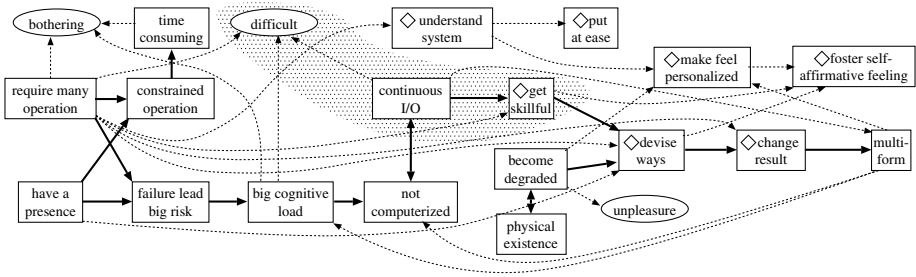 bothering
time
consuming
difficult
◇understand
system
◇put
at ease
◇make feel
personalized
◇foster self-
affirmative feeling
require many
operation
constrained
operation
continuous
I/O
◇get
skillful
become
degraded
◇devise
ways
◇change
result
multi-
form
have a
presence
failure lead
big risk
big cognitive
load
not
computerized
physical
existence
unpleasure